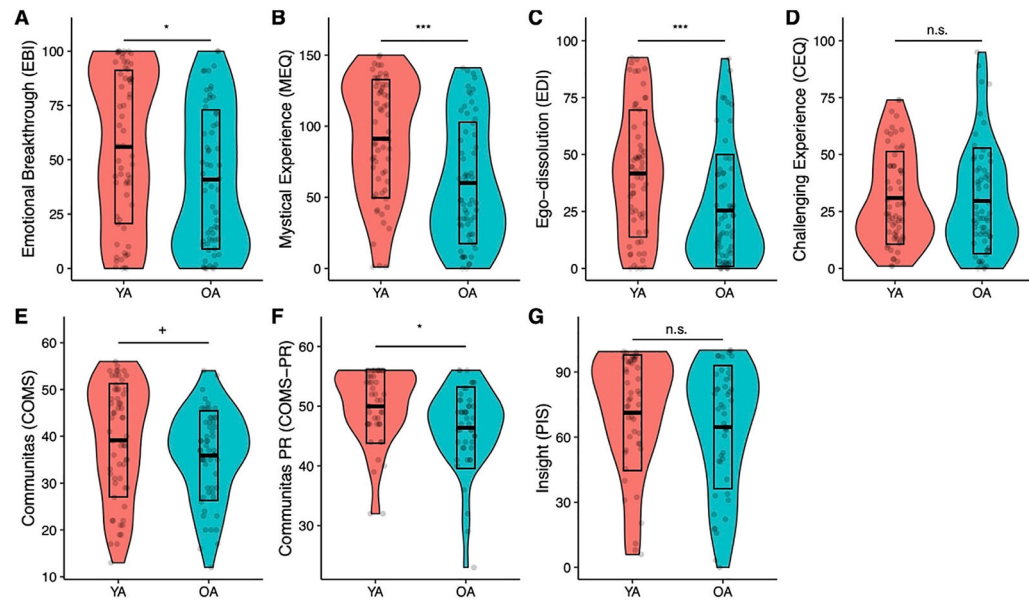 A
Emotional Breakthrough (EBI)
*
100
75
50
25
0
YA OA
B
Mystical Experience (MEQ)
***
150
100
50
0
YA OA
C
Ego-dissolution (EDI)
***
100
75
50
25
0
YA OA
D
Challenging Experience (CEQ)
n.s.
100
75
50
25
0
YA OA
E
Communitas (COMS)
+
60
50
40
30
20
10
YA OA
F
Communitas PR (COMS-PR)
*
60
50
40
30
YA OA
G
Insight (PIS)
n.s.
90
60
30
0
YA OA